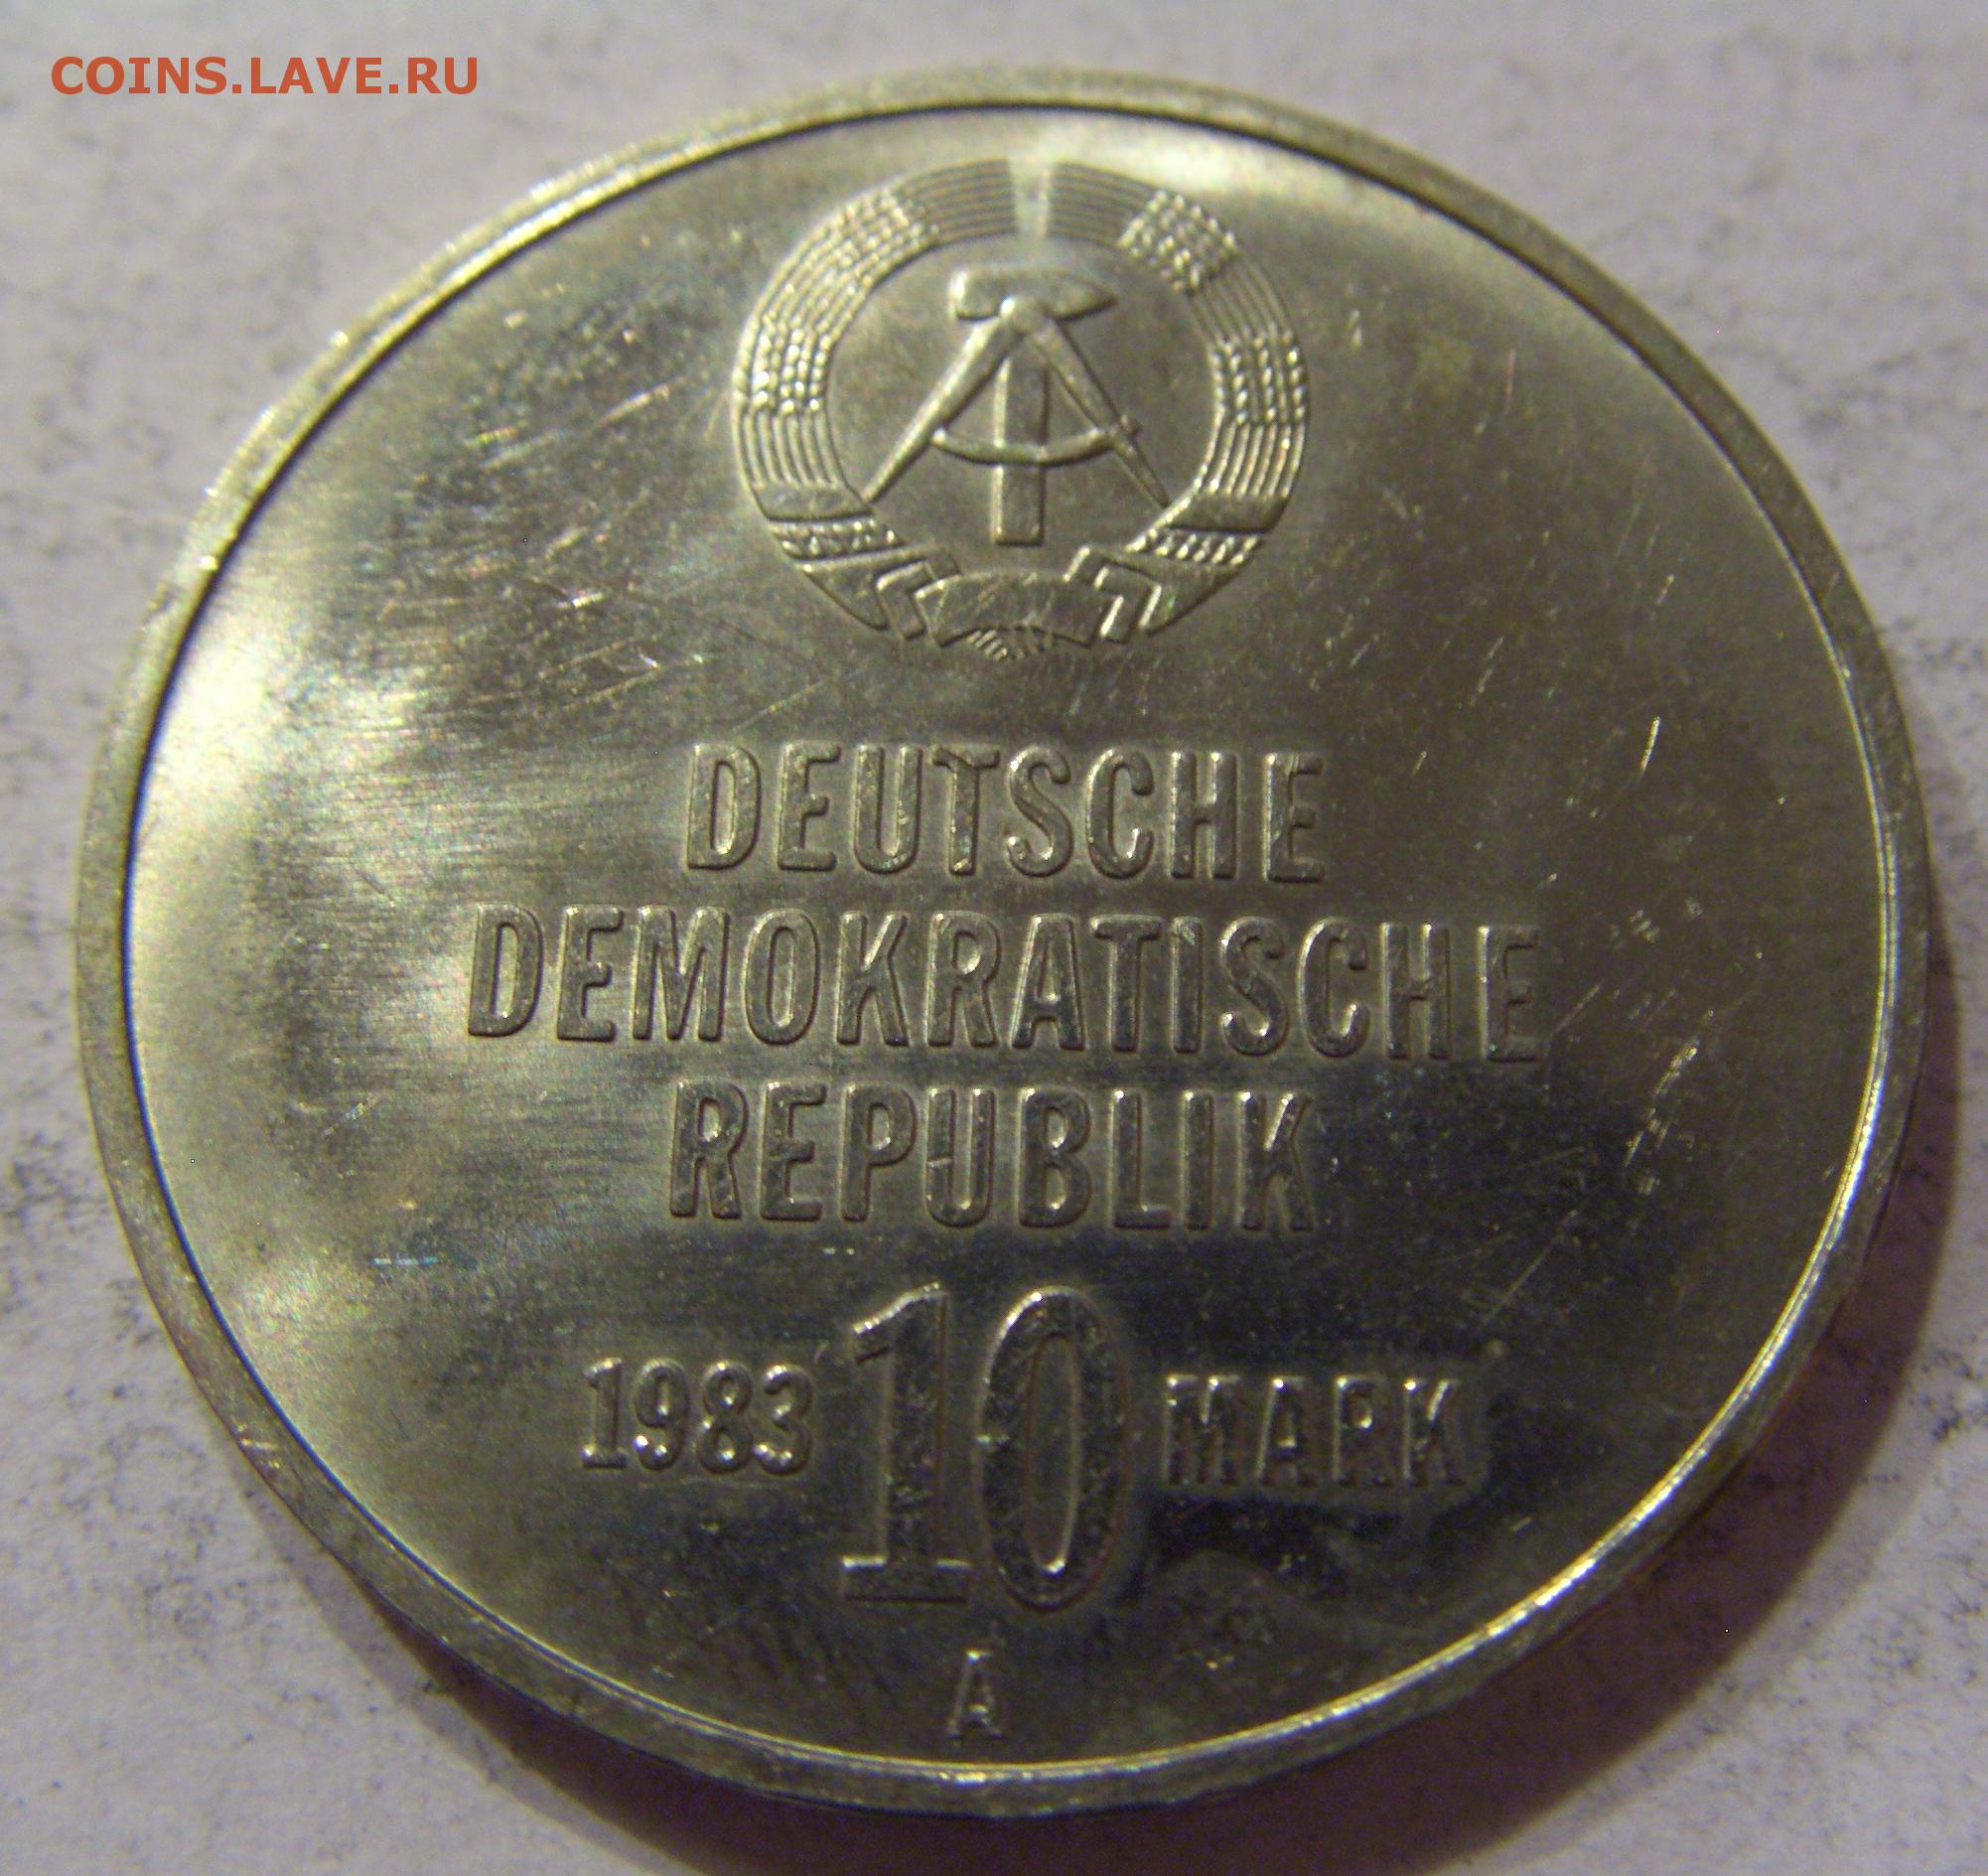 COINS.LAVE.RU
DEUTSCHE
DEMOKRATISCHE
REPUBLIK
1983 10 MARK
A